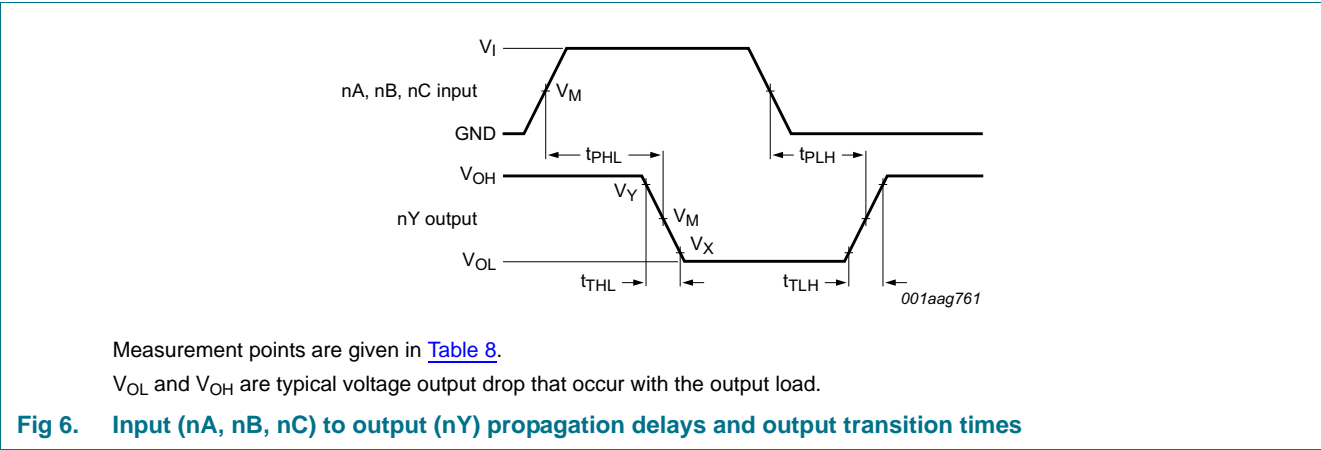 VI
nA, nB, nC input
VM
GND
tPHL
tPLH
VOH
VY
nY output
VM
VX
VOL
tTHL
tTLH
001aag761
Measurement points are given in Table 8.
VOL and VOH are typical voltage output drop that occur with the output load.
Fig 6. Input (nA, nB, nC) to output (nY) propagation delays and output transition times